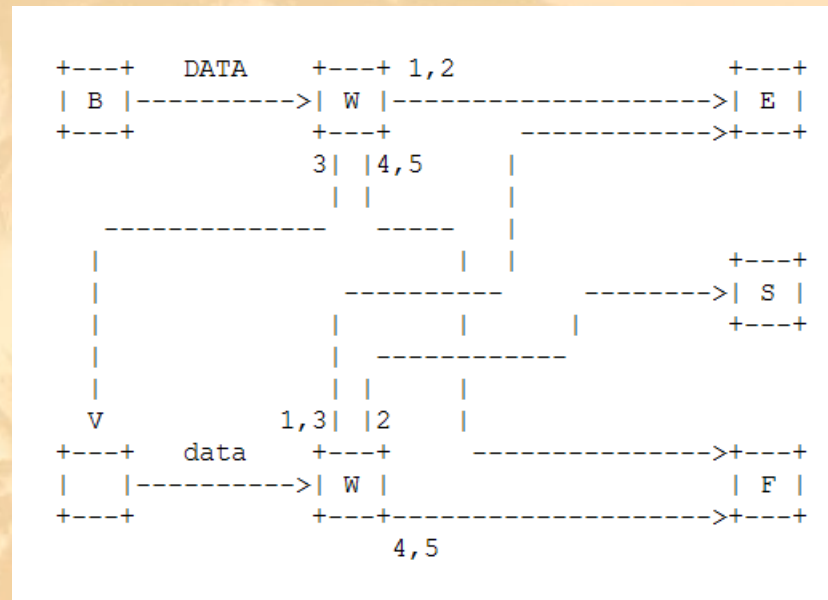 +---+ DATA +---+ 1,2 +---+
| B |---------->| W |-------------------->| E |
+---+ +---+ ------------>+---+
3| |4,5 |
| | |
-------------- ----- |
| | | +---+
| ---------- -------->| S |
| | | | +---+
| | ------------
| | | |
V 1,3| |2 |
+---+ data +---+ --------------->+---+
| |---------->| W | | F |
+---+ +---+-------------------->+---+
4,5